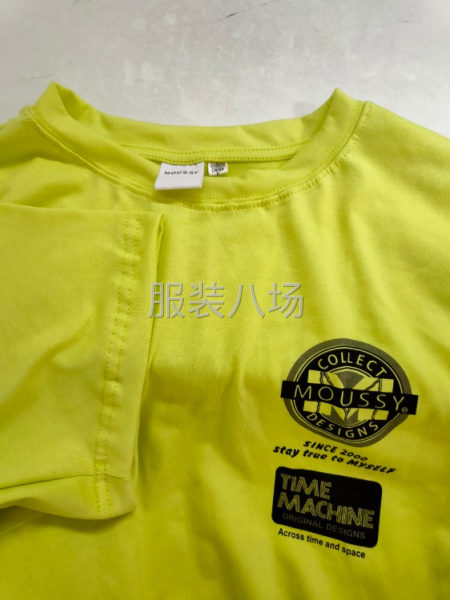 MOUSSY
服装八场
COLLECT
MOUSSY®
DESIGNS
SINCE 2000
stay true to MYSELF
TIME
MACHINE
ORIGINAL DESIGNS
Across time and space